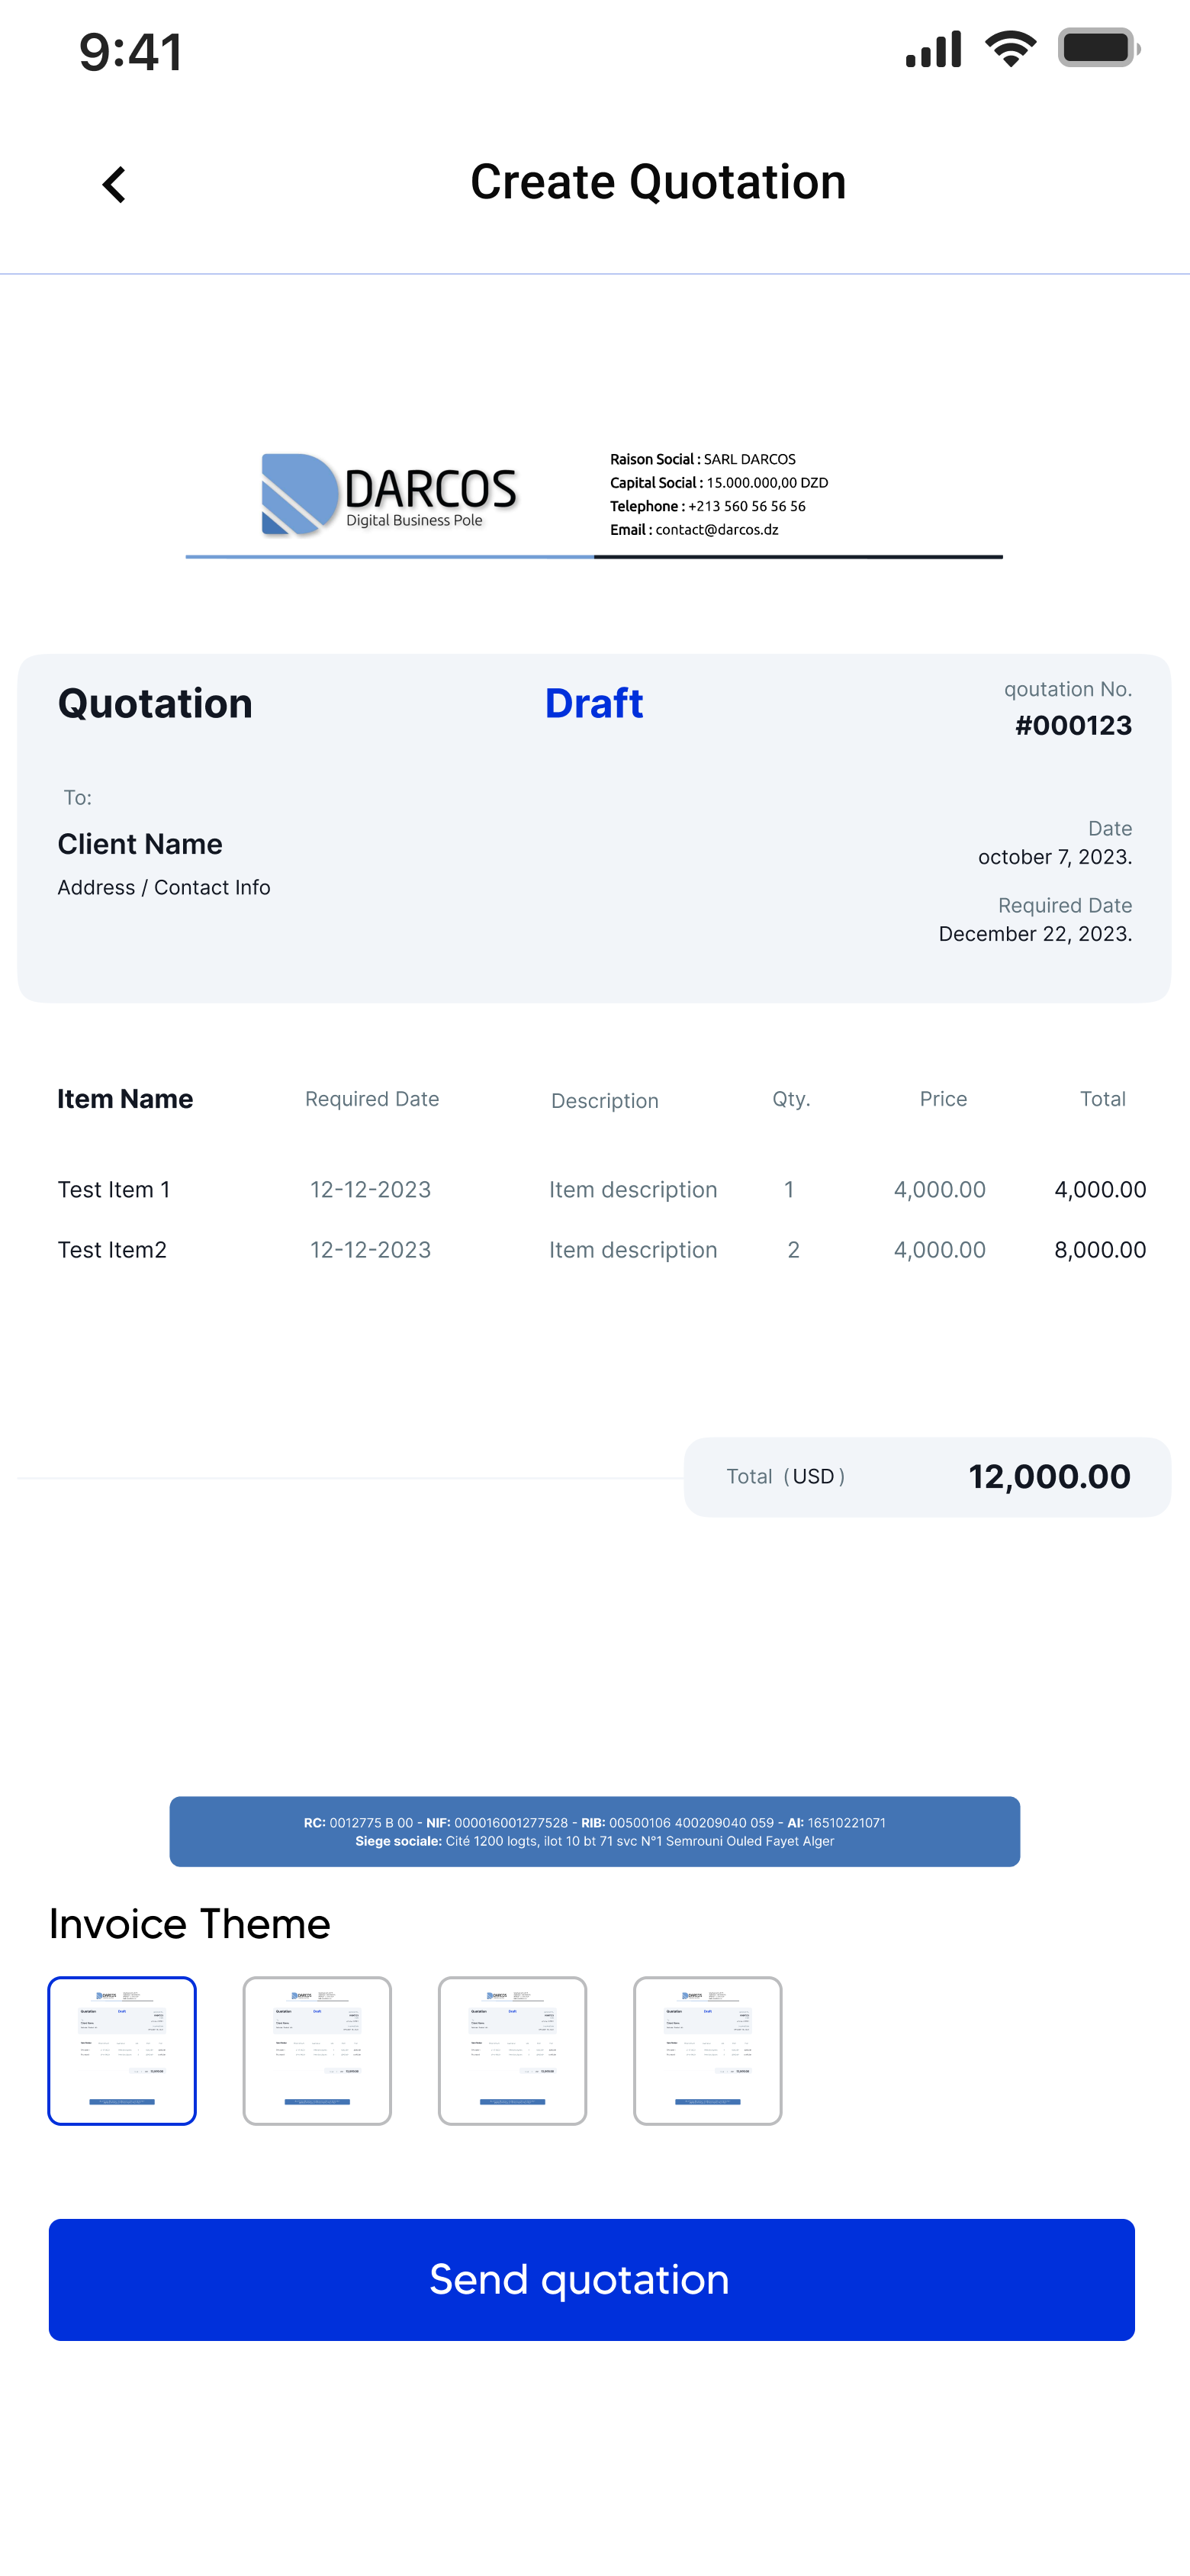 9:41
Create Quotation
DARCOS
Digital Business Pole
Raison Social : SARL DARCOS
Capital Social : 15.000.000,00 DZD
Telephone : +213 560 56 56 56
Email : contact@darcos.dz
Quotation Draft qoutation No.
#000123
To:
Client Name
Address / Contact Info
Date
october 7, 2023.
Required Date
December 22, 2023.
Item Name Required Date Description Qty. Price Total
Test Item 1 12-12-2023 Item description 1 4,000.00 4,000.00
Test Item2 12-12-2023 Item description 2 4,000.00 8,000.00
Total (USD) 12,000.00
RC: 0012775 B 00 - NIF: 000016001277528 - RIB: 00500106 400209040 059 - AI: 16510221071
Siege sociale: Cité 1200 logts, ilot 10 bt 71 svc N°1 Semrouni Ouled Fayet Alger
Invoice Theme
Send quotation